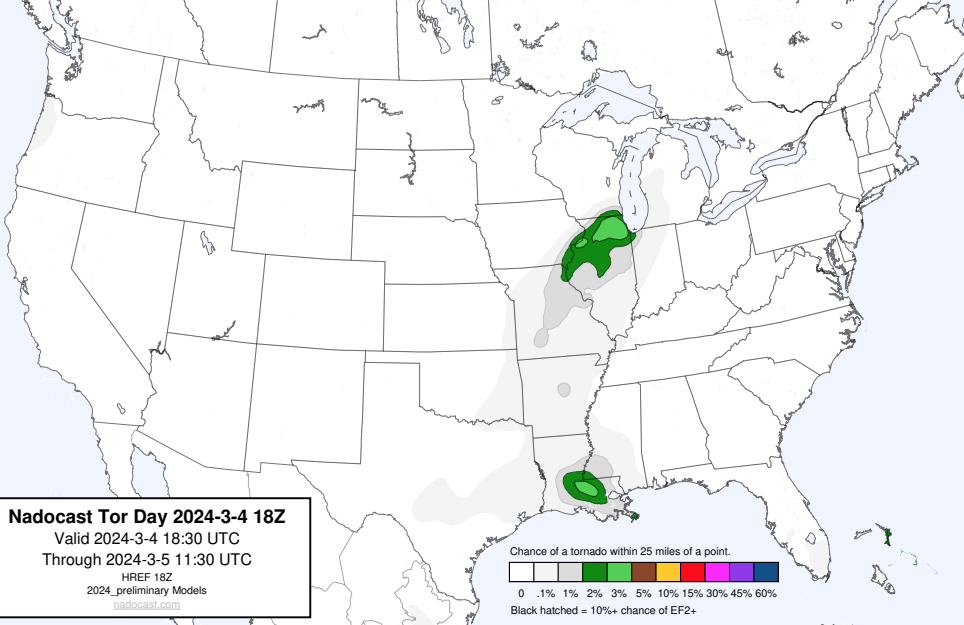 Nadocast Tor Day 2024-3-4 18Z
Valid 2024-3-4 18:30 UTC
Through 2024-3-5 11:30 UTC
HREF 18Z
2024_preliminary Models
nadocast.com
Chance of a tornado within 25 miles of a point.
0 .1% 1% 2% 3% 5% 10% 15% 30% 45% 60%
Black hatched = 10%+ chance of EF2+